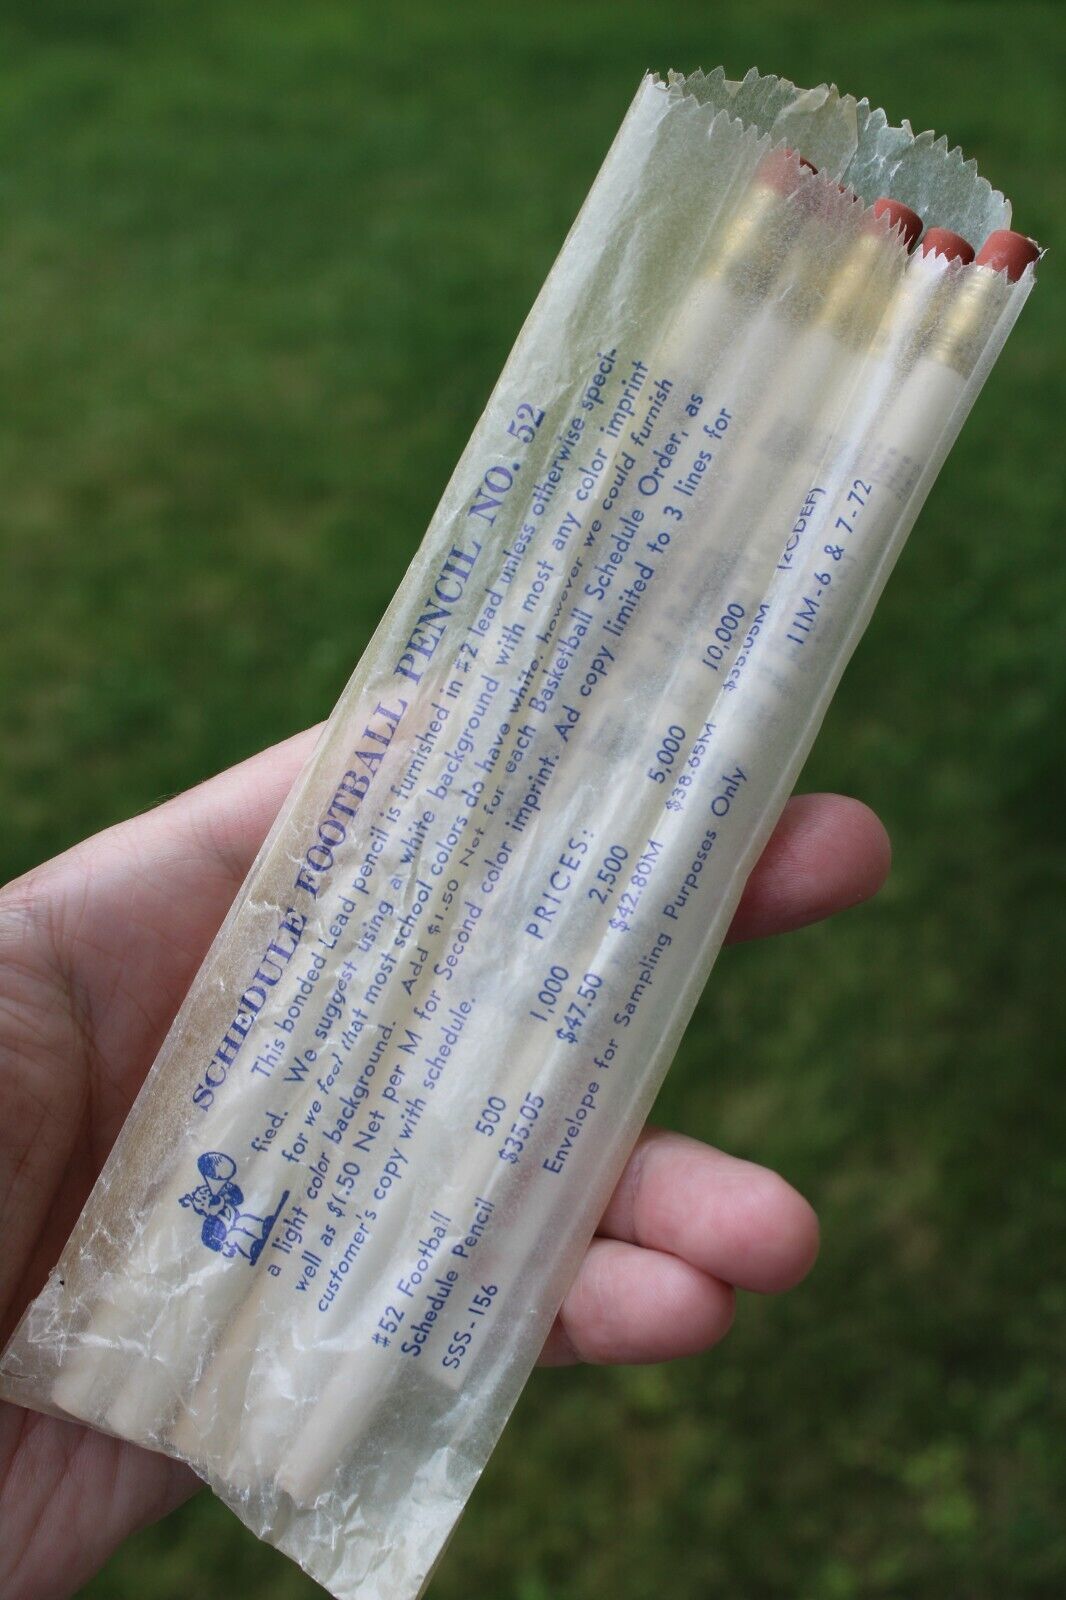 SCHEDULE FOOTBALL PENCIL NO. 52
This bonded Lead pencil is furnished in #2 lead unless otherwise speci-
fied. We suggest using a white background with most any color imprint
for we feel that most school colors do have white, however we could furnish
a light color background. Add $1.50 Net for each Basketball Schedule Order, as
well as $1.50 Net per M for Second color imprint. Ad copy limited to 3 lines for
customer's copy with schedule.
PRICES:
500 1,000 2,500 5,000 10,000
#52 Football
Schedule Pencil $35.05 $47.50 $42.80M $38.65M $35.05M (2CDEF)
SSS-156 Envelope for Sampling Purposes Only 11M-6 & 7-72